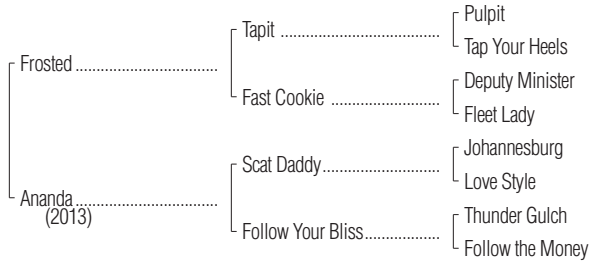 Pulpit
Tapit ..............................
Tap Your Heels
Frosted ...........................
Deputy Minister
Fast Cookie .....................
Fleet Lady
Johannesburg
Scat Daddy......................
Love Style
Ananda.....................
(2013)
Thunder Gulch
Follow Your Bliss..............
Follow the Money